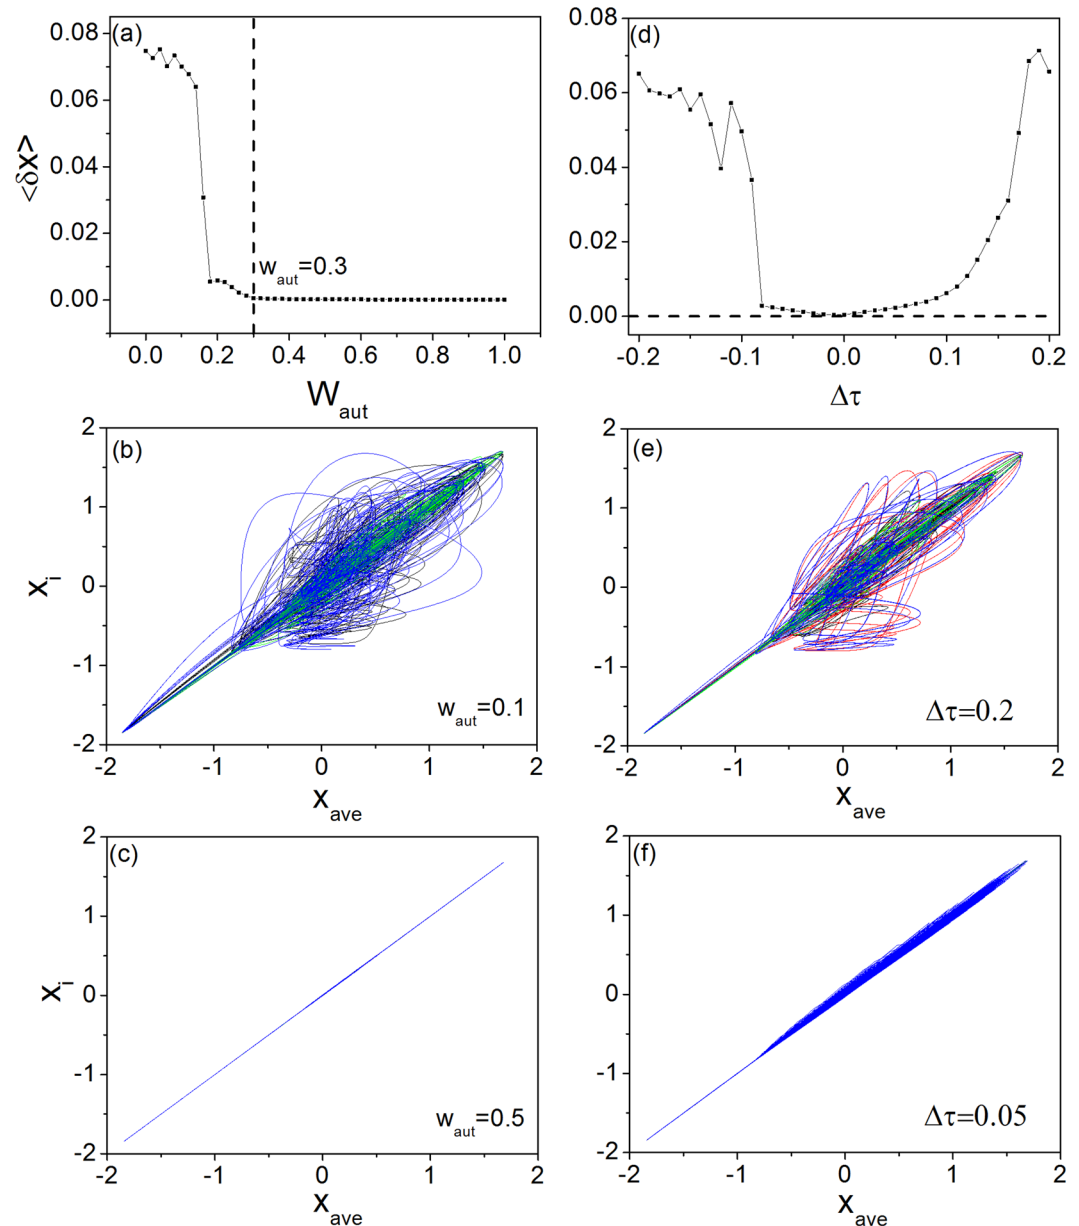 (a)
0.08
0.06
0.04
0.02
0.00
<δx>
w_aut=0.3
0.0 0.2 0.4 0.6 0.8 1.0
W_aut
(d)
0.08
0.06
0.04
0.02
0.00
-0.2 -0.1 0.0 0.1 0.2
Δτ
(b)
2
1
0
-1
-2
x_i
w_aut=0.1
-2 -1 0 1 2
x_ave
(e)
2
1
0
-1
-2
Δτ=0.2
-2 -1 0 1 2
x_ave
(c)
2
1
0
-1
-2
x_i
w_aut=0.5
-2 -1 0 1 2
x_ave
(f)
2
1
0
-1
-2
Δτ=0.05
-2 -1 0 1 2
x_ave